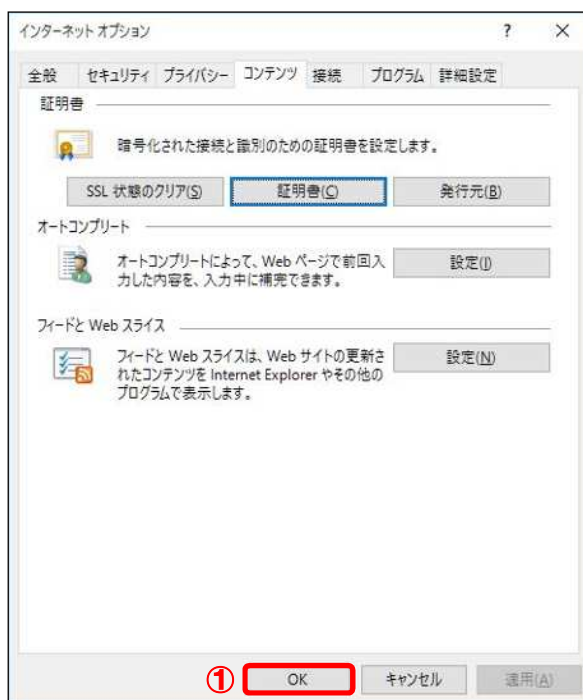 インターネット オプション ? ×
全般 セキュリティ プライバシー コンテンツ 接続 プログラム 詳細設定
証明書
暗号化された接続と識別のための証明書を設定します。
SSL 状態のクリア(S) 証明書(C) 発行元(B)
オートコンプリート
オートコンプリートによって、Web ページで前回入
力した内容を、入力中に補完できます。
設定(I)
フィードと Web スライス
フィードと Web スライスは、Web サイトの更新さ
れたコンテンツを Internet Explorer やその他の
プログラムで表示します。
設定(N)
① OK キャンセル 適用(A)